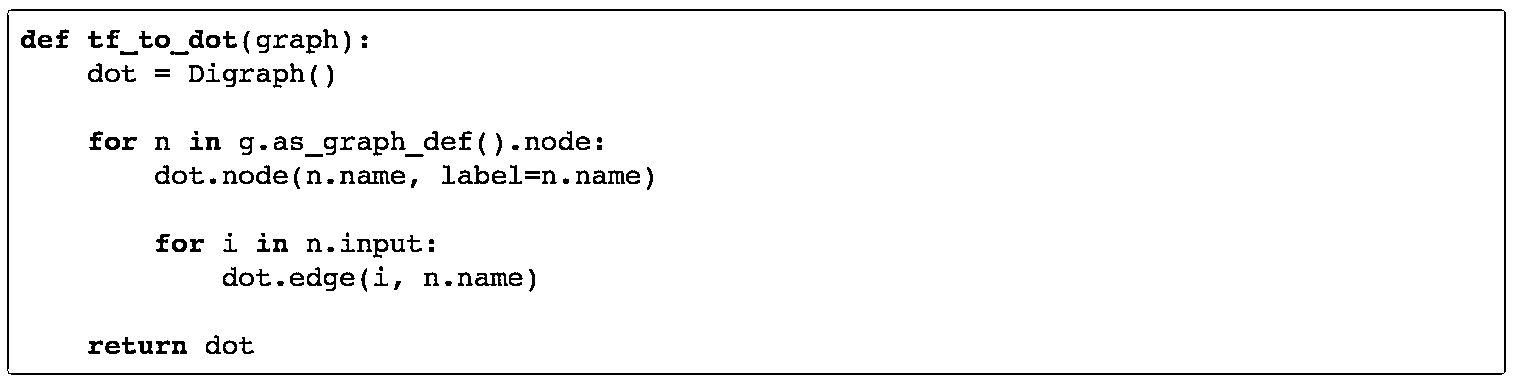 def tf_to_dot(graph):
    dot = Digraph()

    for n in g.as_graph_def().node:
        dot.node(n.name, label=n.name)

        for i in n.input:
            dot.edge(i, n.name)

    return dot